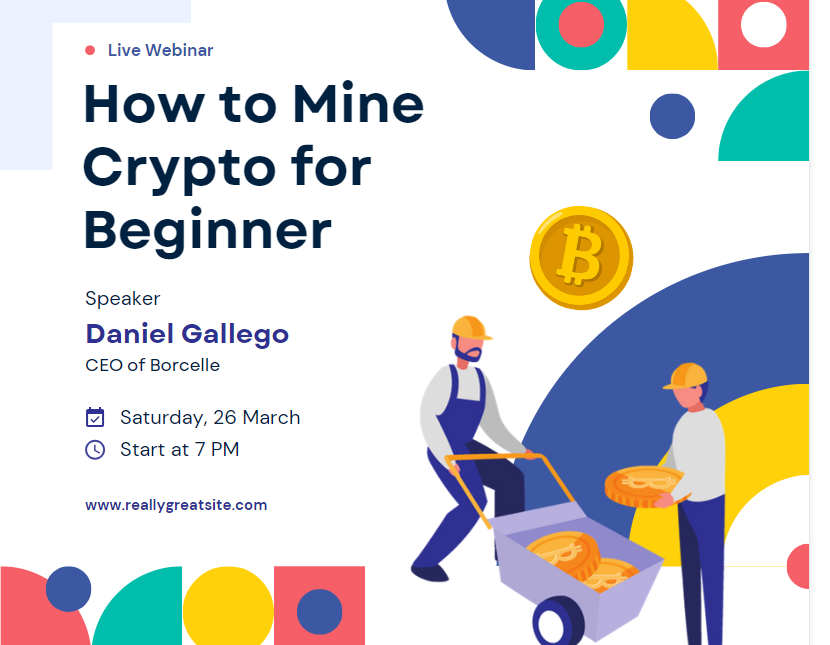 Live Webinar
How to Mine
Crypto for
Beginner
Speaker
Daniel Gallego
CEO of Borcelle
Saturday, 26 March
Start at 7 PM
www.reallygreatsite.com